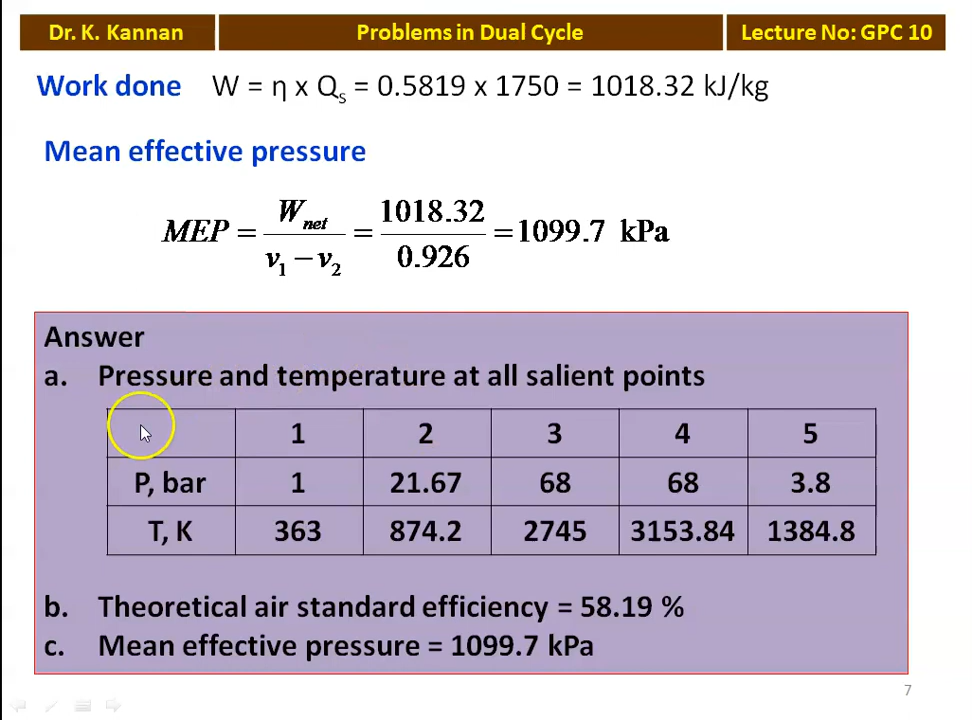 Dr. K. Kannan Problems in Dual Cycle Lecture No: GPC 10
Work done W = η x Qs = 0.5819 x 1750 = 1018.32 kJ/kg
Mean effective pressure
MEP = Wnet / (v1 − v2) = 1018.32 / 0.926 = 1099.7 kPa
Answer
a. Pressure and temperature at all salient points
1 2 3 4 5
P, bar 1 21.67 68 68 3.8
T, K 363 874.2 2745 3153.84 1384.8
b. Theoretical air standard efficiency = 58.19 %
c. Mean effective pressure = 1099.7 kPa
7